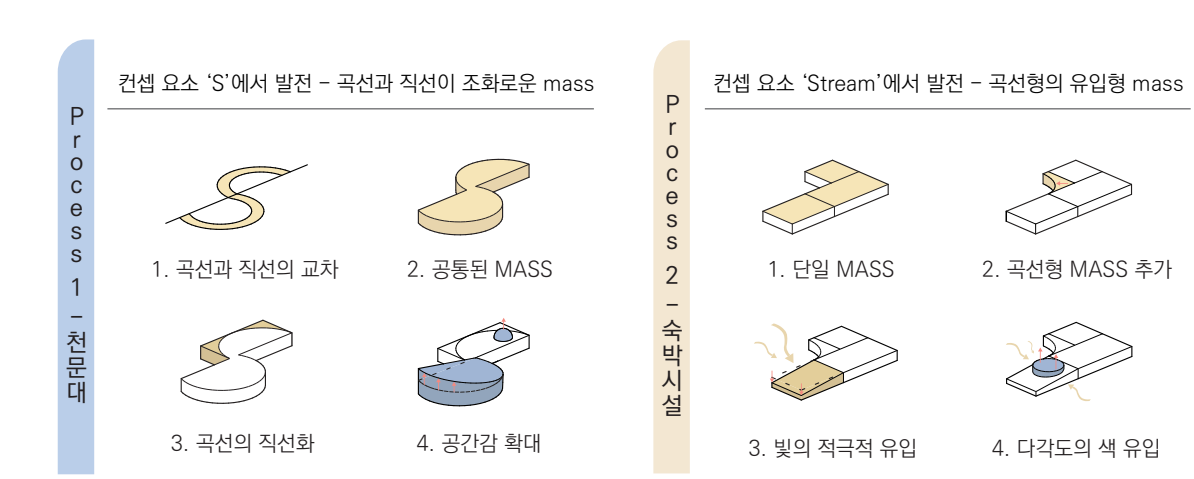 Process 1 – 천문대
컨셉 요소 ‘S’에서 발전 – 곡선과 직선이 조화로운 mass
1. 곡선과 직선의 교차
2. 공통된 MASS
3. 곡선의 직선화
4. 공간감 확대
Process 2 – 숙박시설
컨셉 요소 ‘Stream’에서 발전 – 곡선형의 유입형 mass
1. 단일 MASS
2. 곡선형 MASS 추가
3. 빛의 적극적 유입
4. 다각도의 색 유입